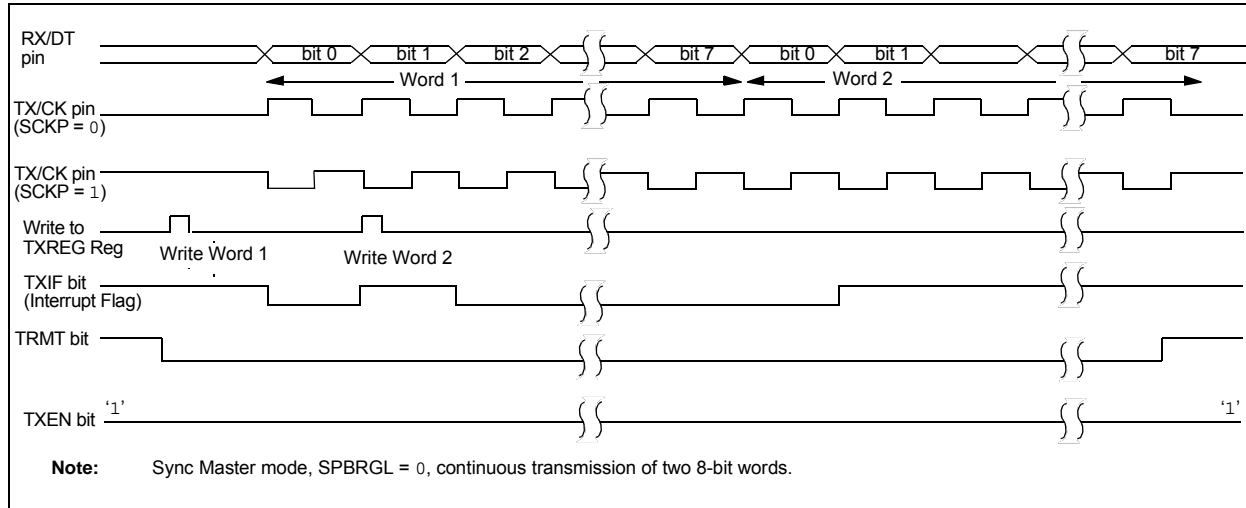 RX/DT
pin
bit 0 bit 1 bit 2 bit 7 bit 0 bit 1 bit 7
Word 1 Word 2
TX/CK pin
(SCKP = 0)
TX/CK pin
(SCKP = 1)
Write to
TXREG Reg
Write Word 1 Write Word 2
TXIF bit
(Interrupt Flag)
TRMT bit
TXEN bit ‘1’ ‘1’
Note: Sync Master mode, SPBRGL = 0, continuous transmission of two 8-bit words.